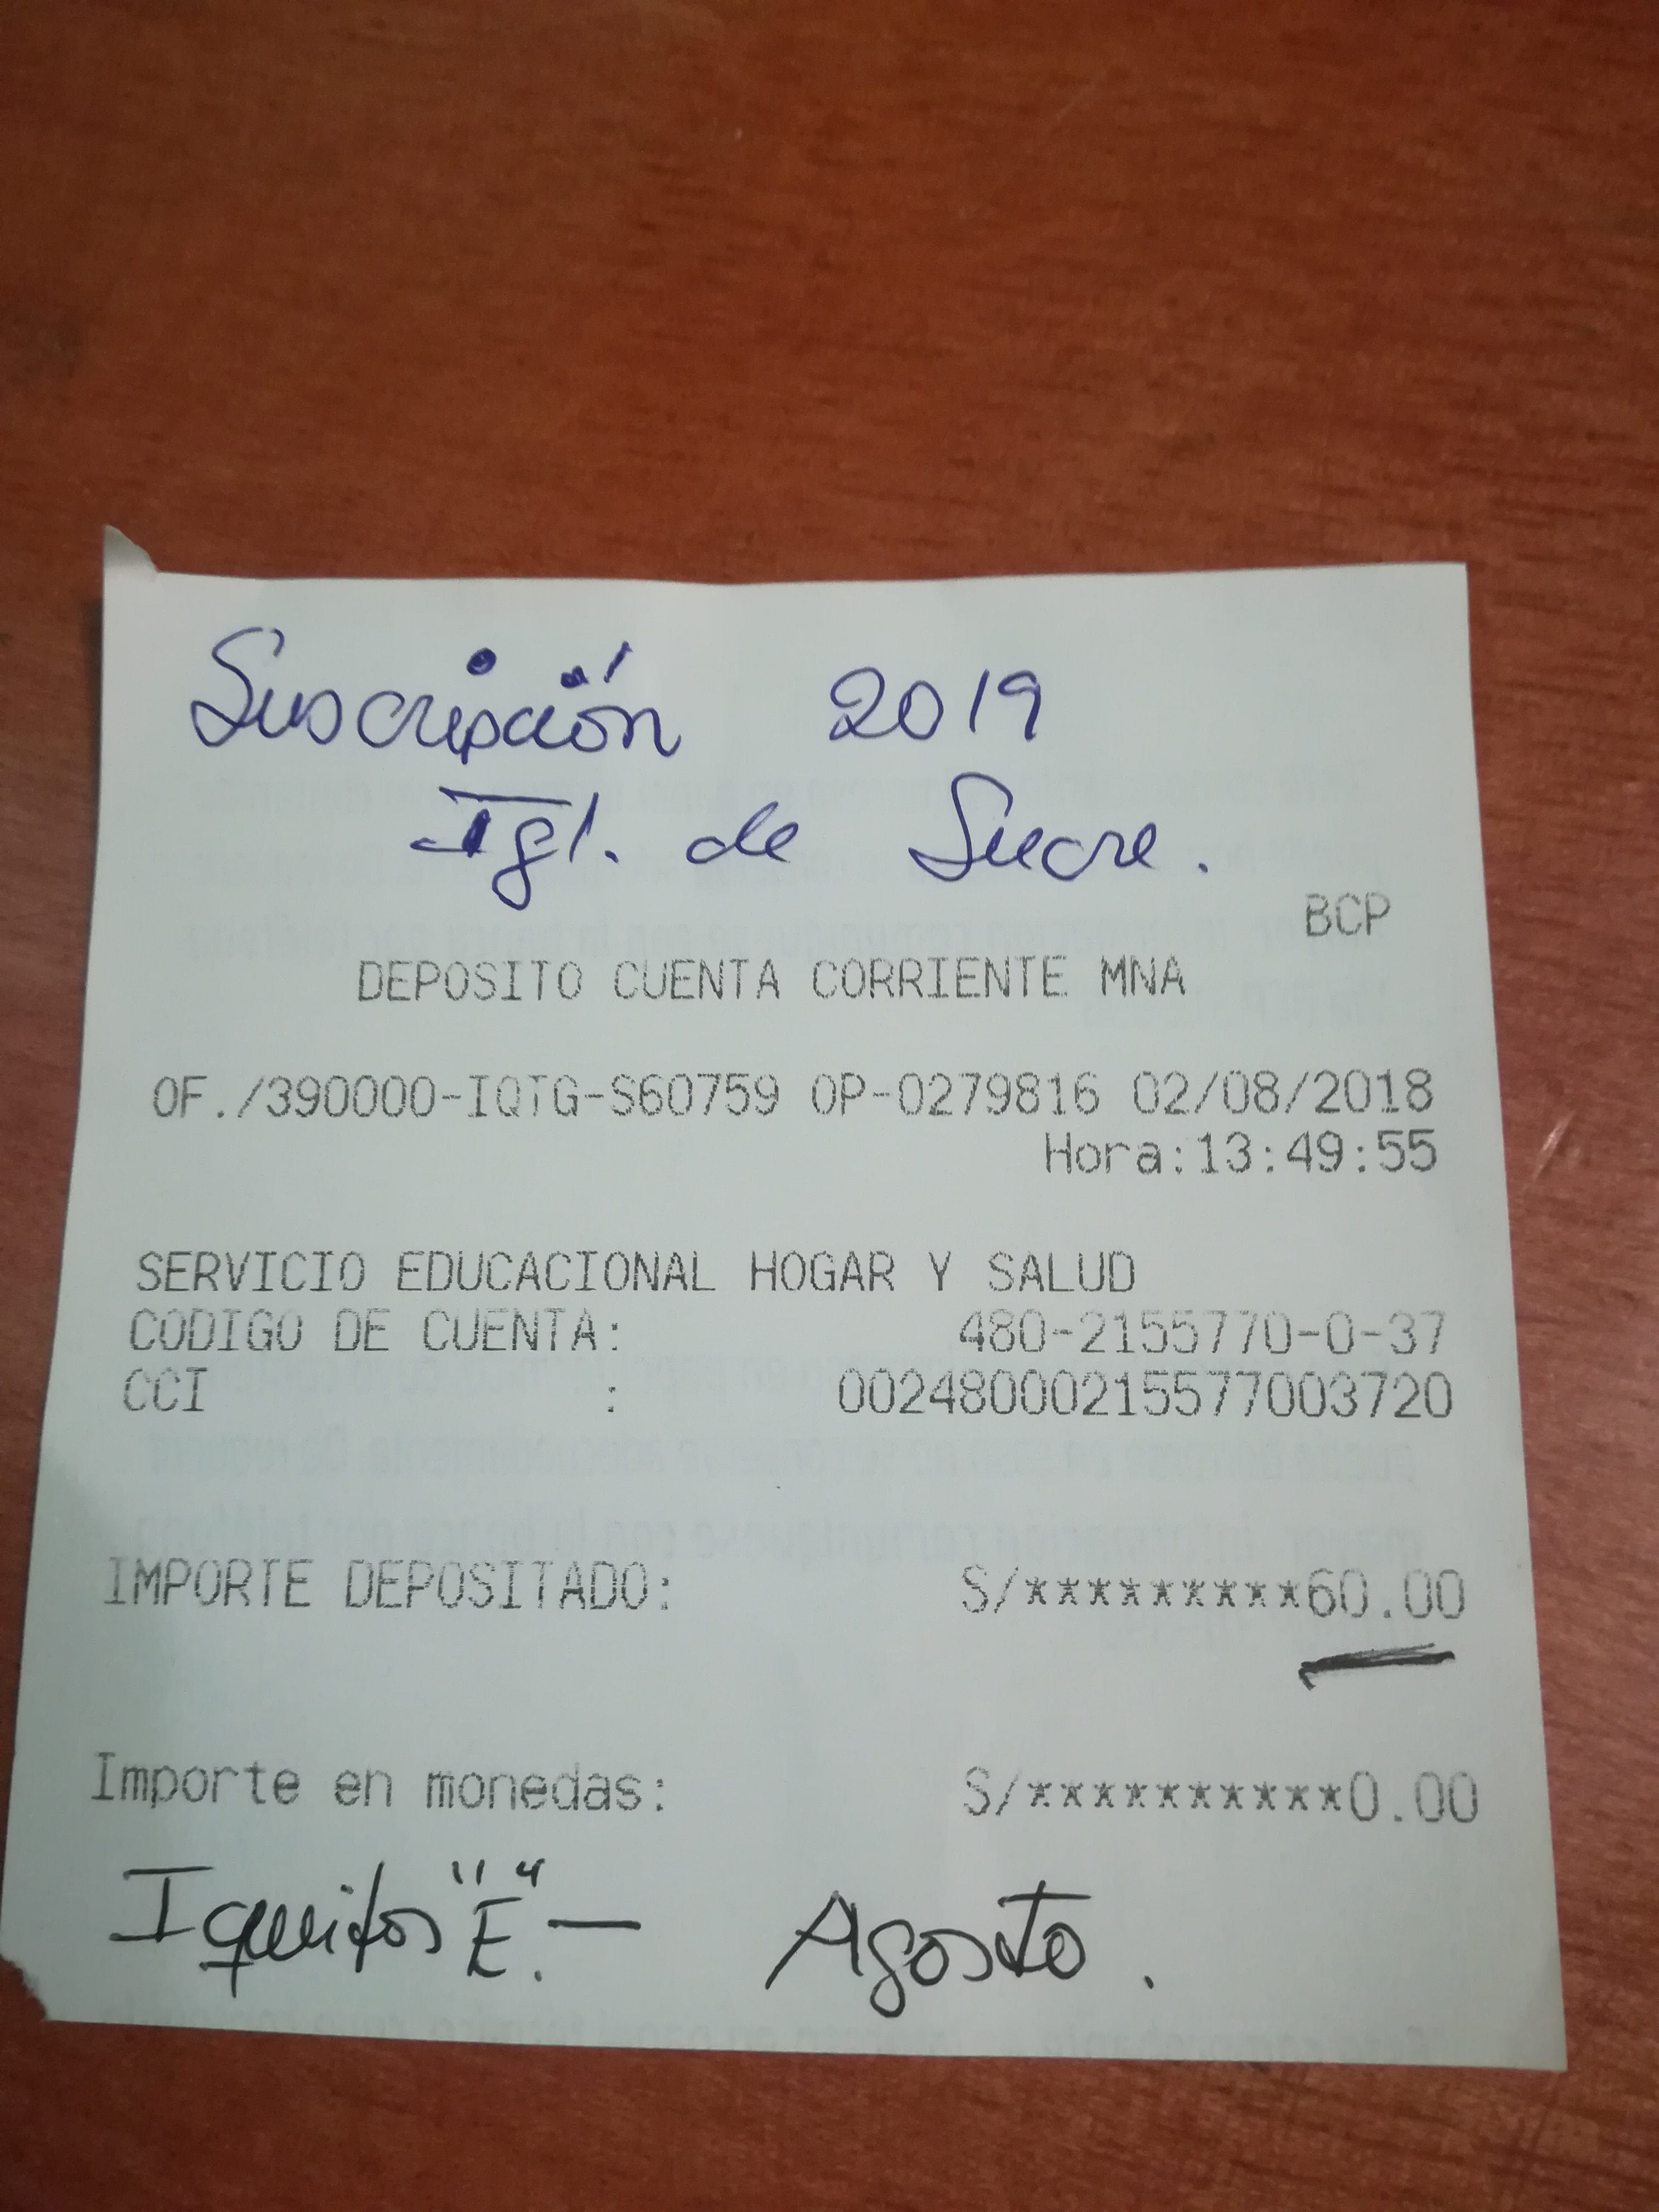 Suscripción 2019
Igl. de Sucre.
BCP
DEPOSITO CUENTA CORRIENTE MNA
OF./390000-IQTG-S60759 OP-0279816 02/08/2018
Hora:13:49:55
SERVICIO EDUCACIONAL HOGAR Y SALUD
CODIGO DE CUENTA: 480-2155770-0-37
CCI : 00248000215577003720
IMPORTE DEPOSITADO: S/*********60.00
Importe en monedas: S/**********0.00
Iquitos "E". — Agosto.